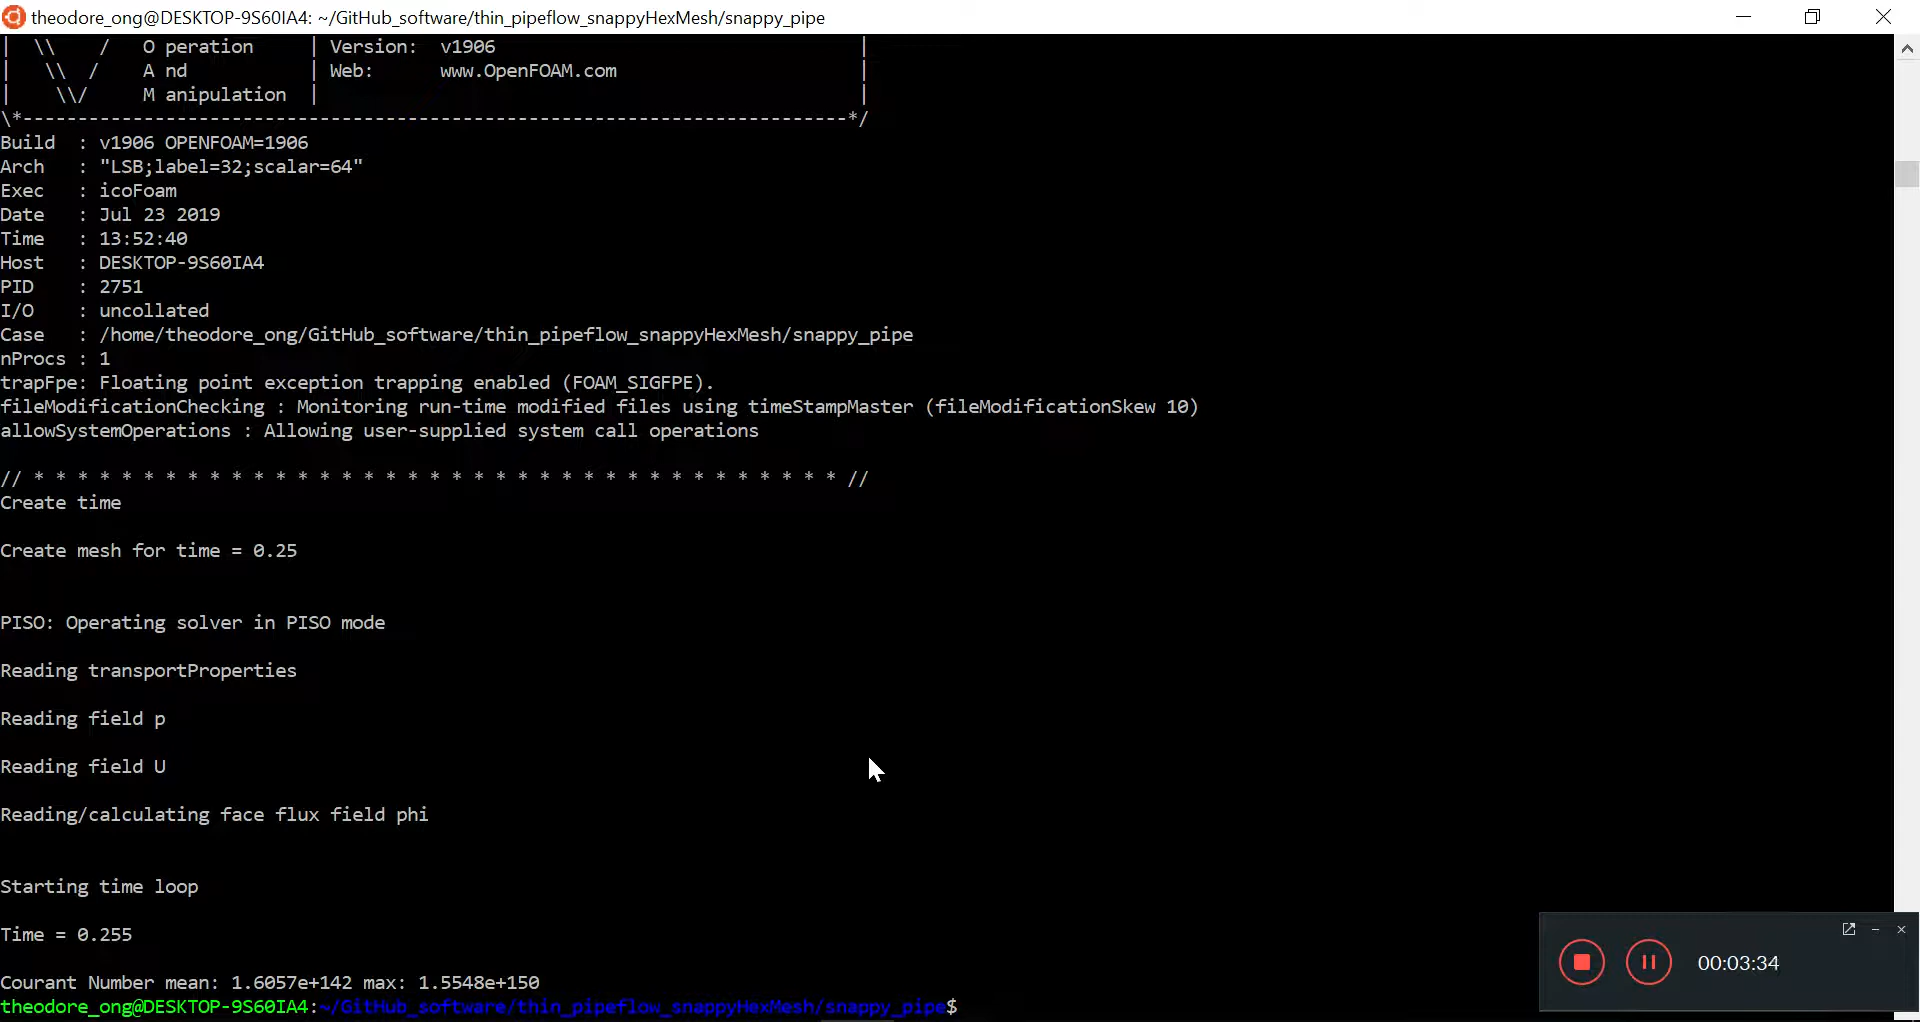 theodore_ong@DESKTOP-9S60IA4: ~/GitHub_software/thin_pipeflow_snappyHexMesh/snappy_pipe
|  \\    /   O peration     | Version:  v1906                                 |
|   \\  /    A nd           | Web:      www.OpenFOAM.com                      |
|    \\/     M anipulation  |                                                 |
\*---------------------------------------------------------------------------*/
Build  : v1906 OPENFOAM=1906
Arch   : "LSB;label=32;scalar=64"
Exec   : icoFoam
Date   : Jul 23 2019
Time   : 13:52:40
Host   : DESKTOP-9S60IA4
PID    : 2751
I/O    : uncollated
Case   : /home/theodore_ong/GitHub_software/thin_pipeflow_snappyHexMesh/snappy_pipe
nProcs : 1
trapFpe: Floating point exception trapping enabled (FOAM_SIGFPE).
fileModificationChecking : Monitoring run-time modified files using timeStampMaster (fileModificationSkew 10)
allowSystemOperations : Allowing user-supplied system call operations
// * * * * * * * * * * * * * * * * * * * * * * * * * * * * * * * * * * * * * //
Create time
Create mesh for time = 0.25
PISO: Operating solver in PISO mode
Reading transportProperties
Reading field p
Reading field U
Reading/calculating face flux field phi
Starting time loop
Time = 0.255
Courant Number mean: 1.6057e+142 max: 1.5548e+150
theodore_ong@DESKTOP-9S60IA4:~/GitHub_software/thin_pipeflow_snappyHexMesh/snappy_pipe$
00:03:34